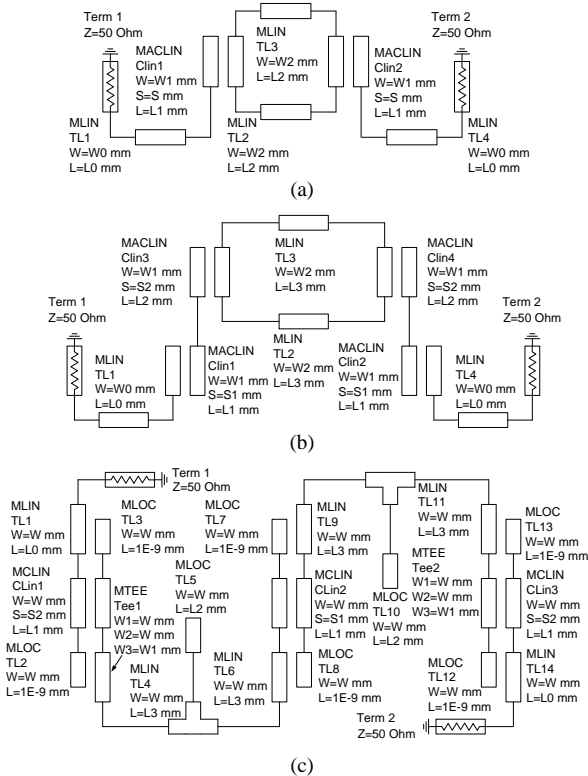 Term 1
Z=50 Ohm
MACLIN
Clin1
W=W1 mm
S=S mm
L=L1 mm
MLIN
TL3
W=W2 mm
L=L2 mm
MACLIN
Clin2
W=W1 mm
S=S mm
L=L1 mm
Term 2
Z=50 Ohm
MLIN
TL1
W=W0 mm
L=L0 mm
MLIN
TL2
W=W2 mm
L=L2 mm
MLIN
TL4
W=W0 mm
L=L0 mm
(a)
MACLIN
Clin3
W=W1 mm
S=S2 mm
L=L2 mm
MLIN
TL3
W=W2 mm
L=L3 mm
MACLIN
Clin4
W=W1 mm
S=S2 mm
L=L2 mm
Term 1
Z=50 Ohm
MLIN
TL1
W=W0 mm
L=L0 mm
MACLIN
Clin1
W=W1 mm
S=S1 mm
L=L1 mm
MLIN
TL2
W=W2 mm
L=L3 mm
MACLIN
Clin2
W=W1 mm
S=S1 mm
L=L1 mm
MLIN
TL4
W=W0 mm
L=L0 mm
Term 2
Z=50 Ohm
(b)
Term 1
Z=50 Ohm
MLIN
TL1
W=W mm
L=L0 mm
MLOC
TL3
W=W mm
L=1E-9 mm
MLOC
TL7
W=W mm
L=1E-9 mm
MLIN
TL9
W=W mm
L=L3 mm
MLIN
TL11
W=W mm
L=L3 mm
MLOC
TL13
W=W mm
L=1E-9 mm
MCLIN
CLin1
W=W mm
S=S2 mm
L=L1 mm
MTEE
Tee1
W1=W mm
W2=W mm
W3=W1 mm
MLOC
TL5
W=W mm
L=L2 mm
MCLIN
CLin2
W=W mm
S=S1 mm
L=L1 mm
MLOC
TL10
W=W mm
L=L2 mm
MTEE
Tee2
W1=W mm
W2=W mm
W3=W1 mm
MCLIN
CLin3
W=W mm
S=S2 mm
L=L1 mm
MLOC
TL2
W=W mm
L=1E-9 mm
MLIN
TL4
W=W mm
L=L3 mm
MLIN
TL6
W=W mm
L=L3 mm
MLOC
TL8
W=W mm
L=1E-9 mm
MLOC
TL12
W=W mm
L=1E-9 mm
MLIN
TL14
W=W mm
L=L0 mm
Term 2
Z=50 Ohm
(c)